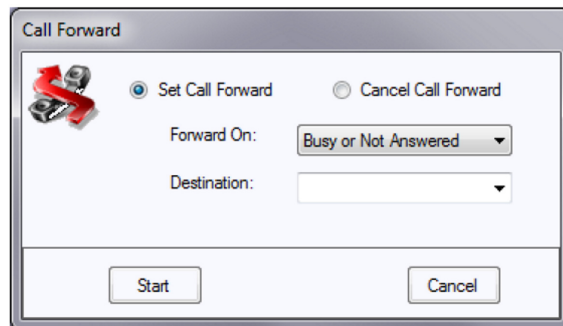 Call Forward
Set Call Forward Cancel Call Forward
Forward On: Busy or Not Answered
Destination:
Start Cancel